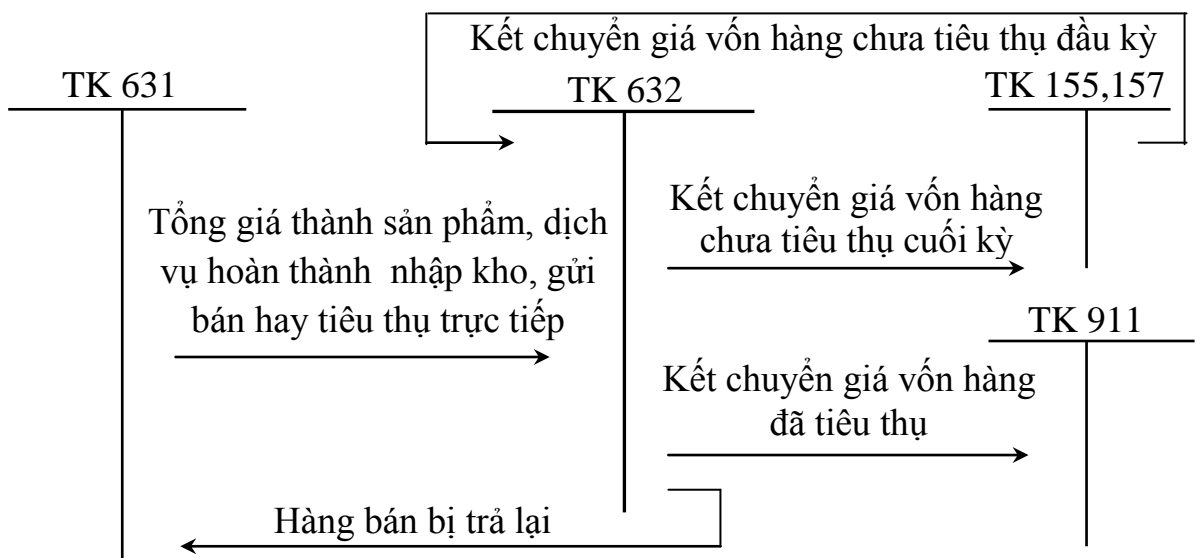 Kết chuyển giá vốn hàng chưa tiêu thụ đầu kỳ
TK 631
TK 632
TK 155,157
Tổng giá thành sản phẩm, dịch
vụ hoàn thành nhập kho, gửi
bán hay tiêu thụ trực tiếp
Kết chuyển giá vốn hàng
chưa tiêu thụ cuối kỳ
TK 911
Kết chuyển giá vốn hàng
đã tiêu thụ
Hàng bán bị trả lại